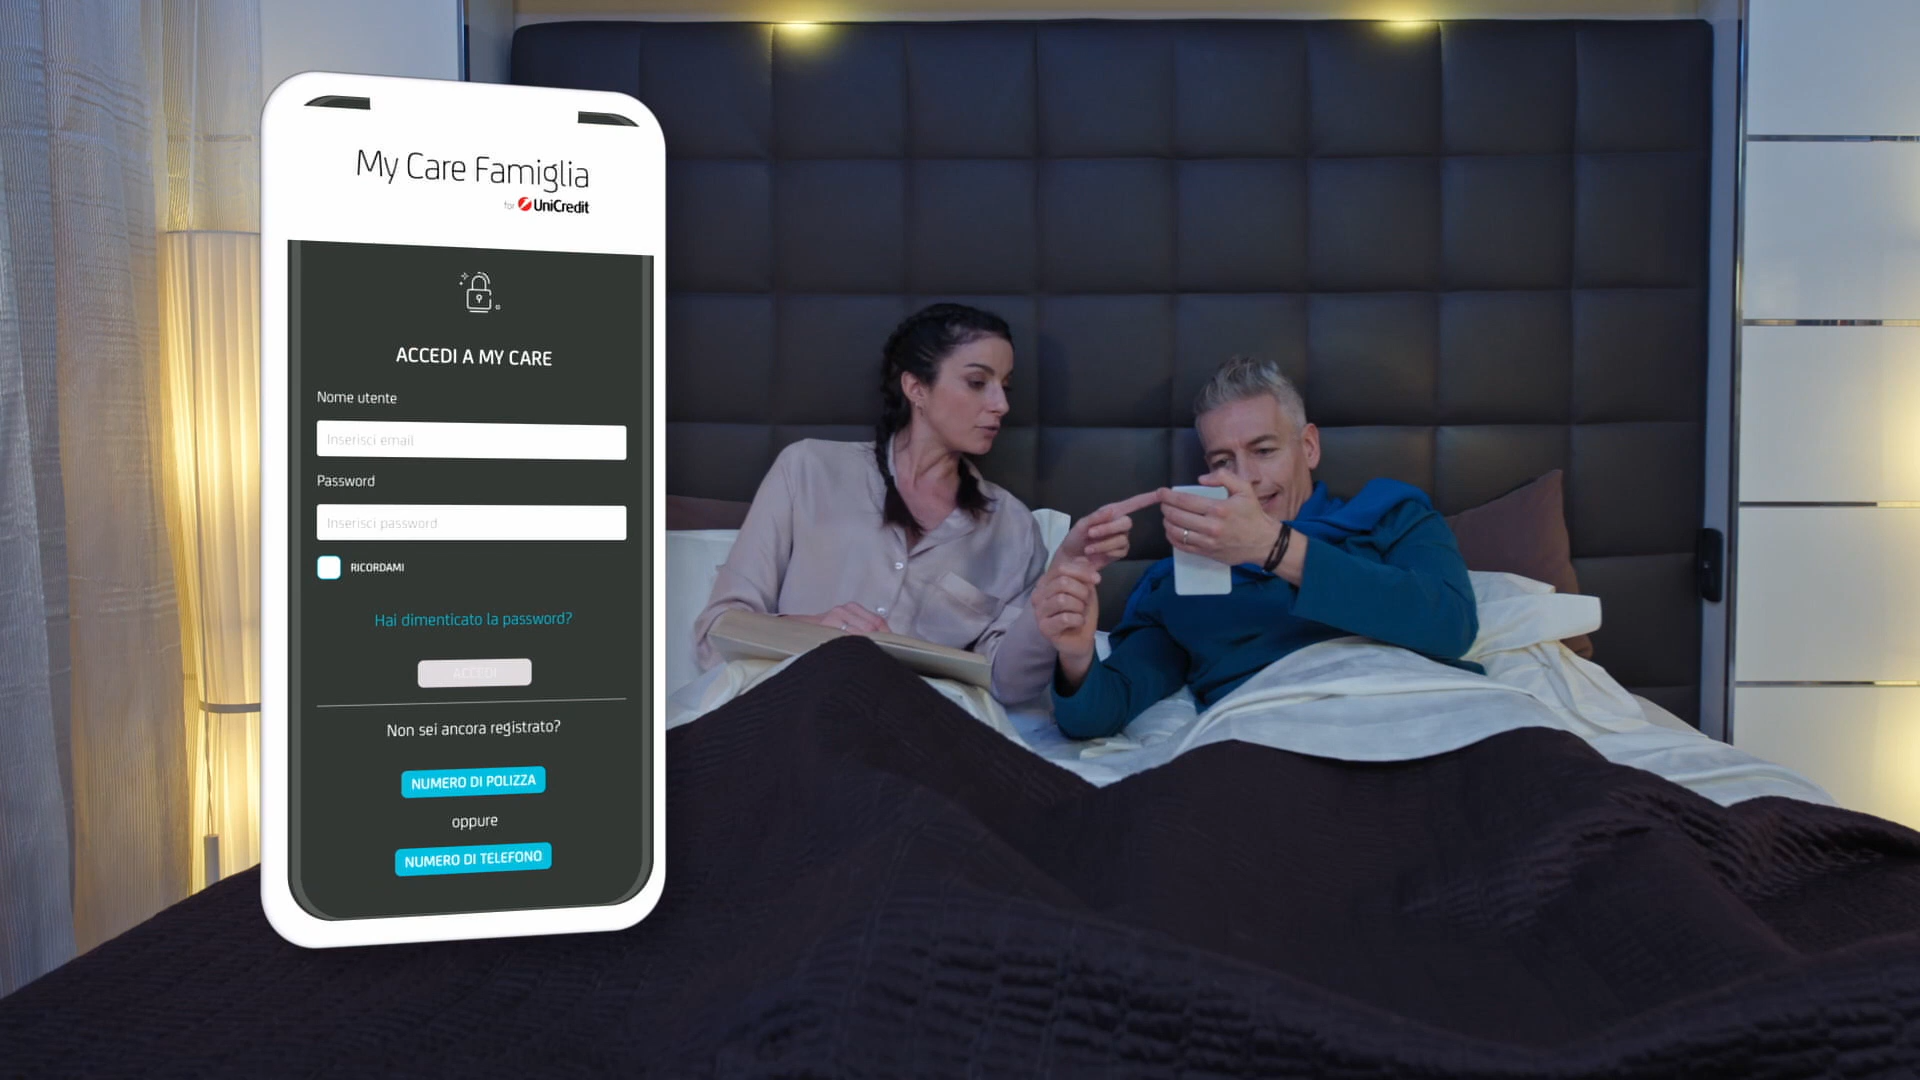 My Care Famiglia
for UniCredit
ACCEDI A MY CARE
Nome utente
Inserisci email
Password
Inserisci password
RICORDAMI
Hai dimenticato la password?
ACCEDI
Non sei ancora registrato?
NUMERO DI POLIZZA
oppure
NUMERO DI TELEFONO